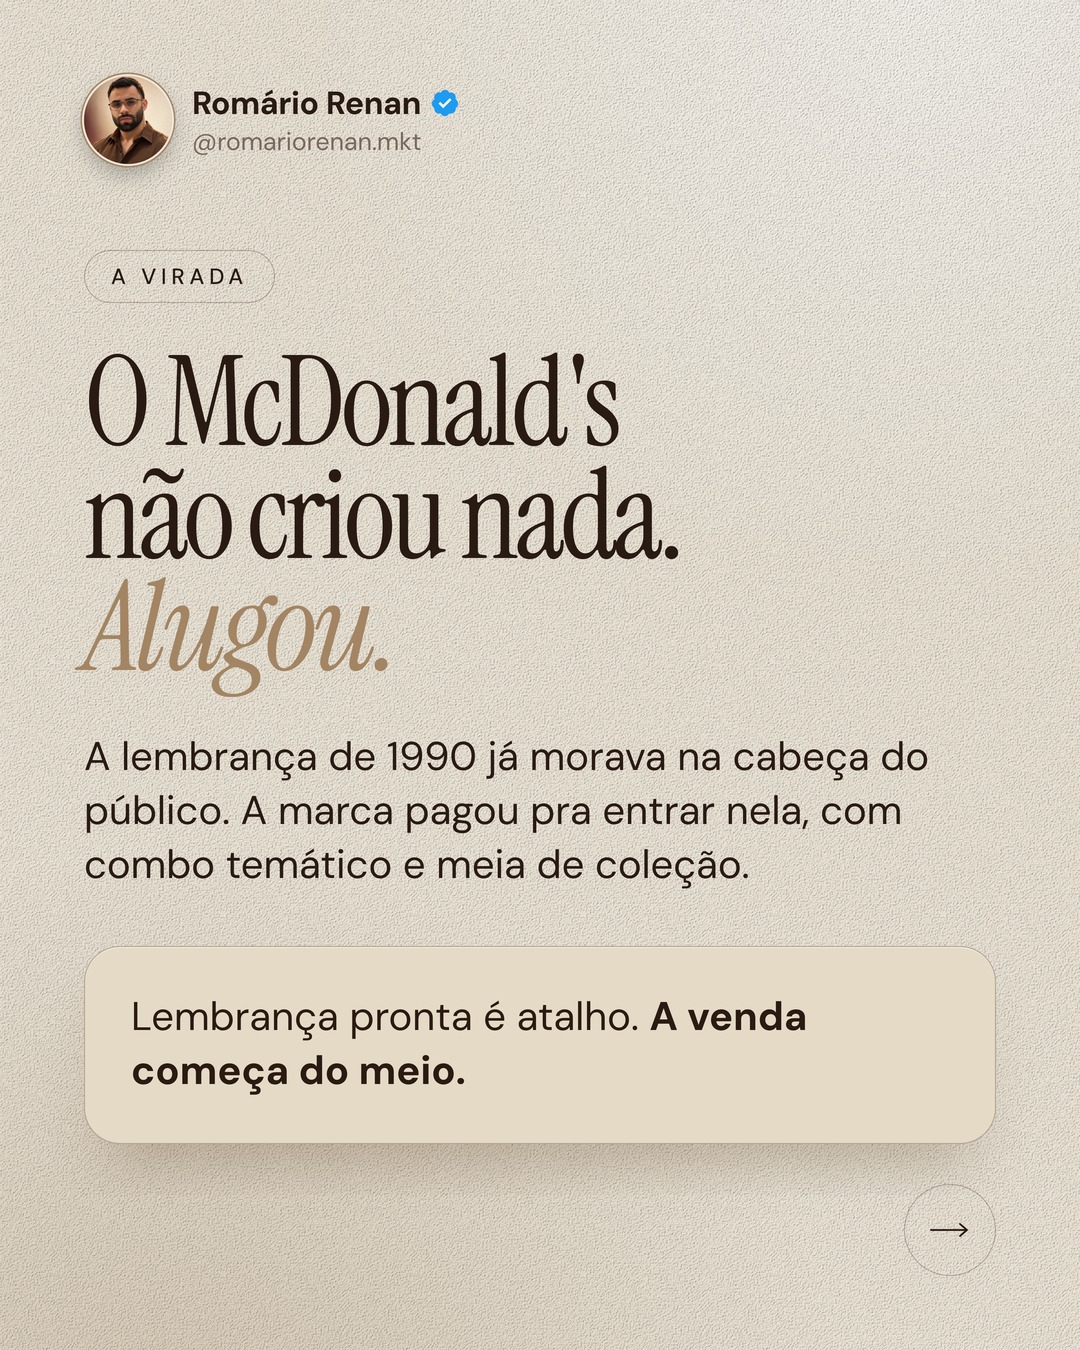 Romário Renan
@romariorenan.mkt
A VIRADA
O McDonald's
não criou nada.
Alugou.
A lembrança de 1990 já morava na cabeça do
público. A marca pagou pra entrar nela, com
combo temático e meia de coleção.
Lembrança pronta é atalho. A venda
começa do meio.